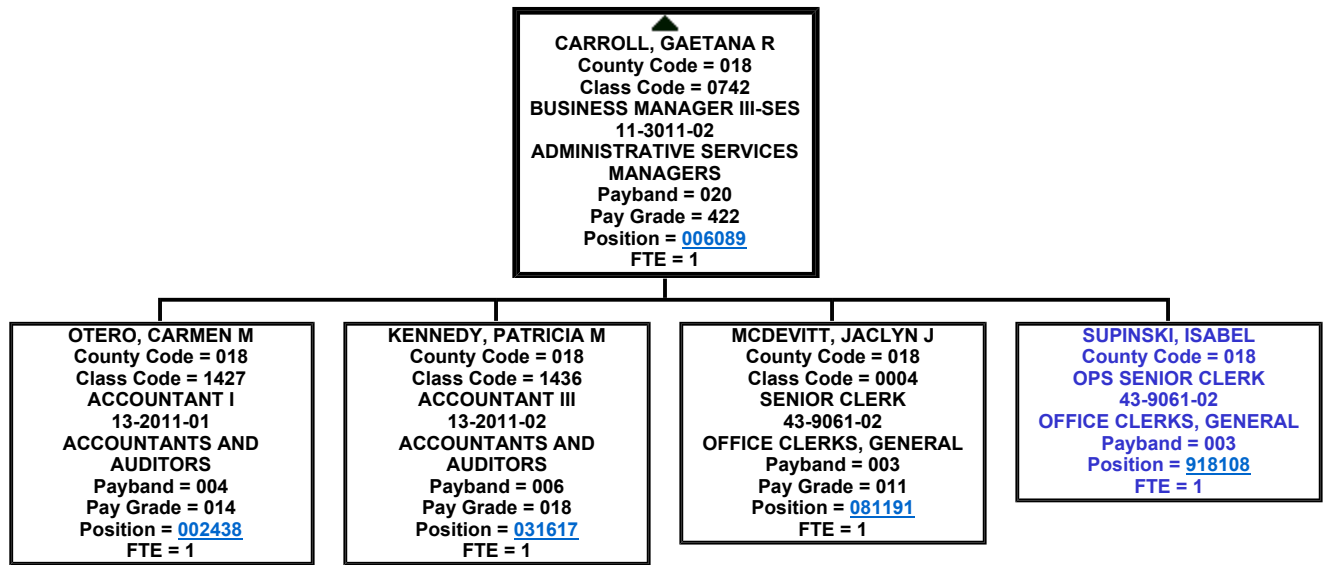 CARROLL, GAETANA R
County Code = 018
Class Code = 0742
BUSINESS MANAGER III-SES
11-3011-02
ADMINISTRATIVE SERVICES
MANAGERS
Payband = 020
Pay Grade = 422
Position = 006089
FTE = 1
OTERO, CARMEN M
County Code = 018
Class Code = 1427
ACCOUNTANT I
13-2011-01
ACCOUNTANTS AND
AUDITORS
Payband = 004
Pay Grade = 014
Position = 002438
FTE = 1
KENNEDY, PATRICIA M
County Code = 018
Class Code = 1436
ACCOUNTANT III
13-2011-02
ACCOUNTANTS AND
AUDITORS
Payband = 006
Pay Grade = 018
Position = 031617
FTE = 1
MCDEVITT, JACLYN J
County Code = 018
Class Code = 0004
SENIOR CLERK
43-9061-02
OFFICE CLERKS, GENERAL
Payband = 003
Pay Grade = 011
Position = 081191
FTE = 1
SUPINSKI, ISABEL
County Code = 018
OPS SENIOR CLERK
43-9061-02
OFFICE CLERKS, GENERAL
Payband = 003
Position = 918108
FTE = 1